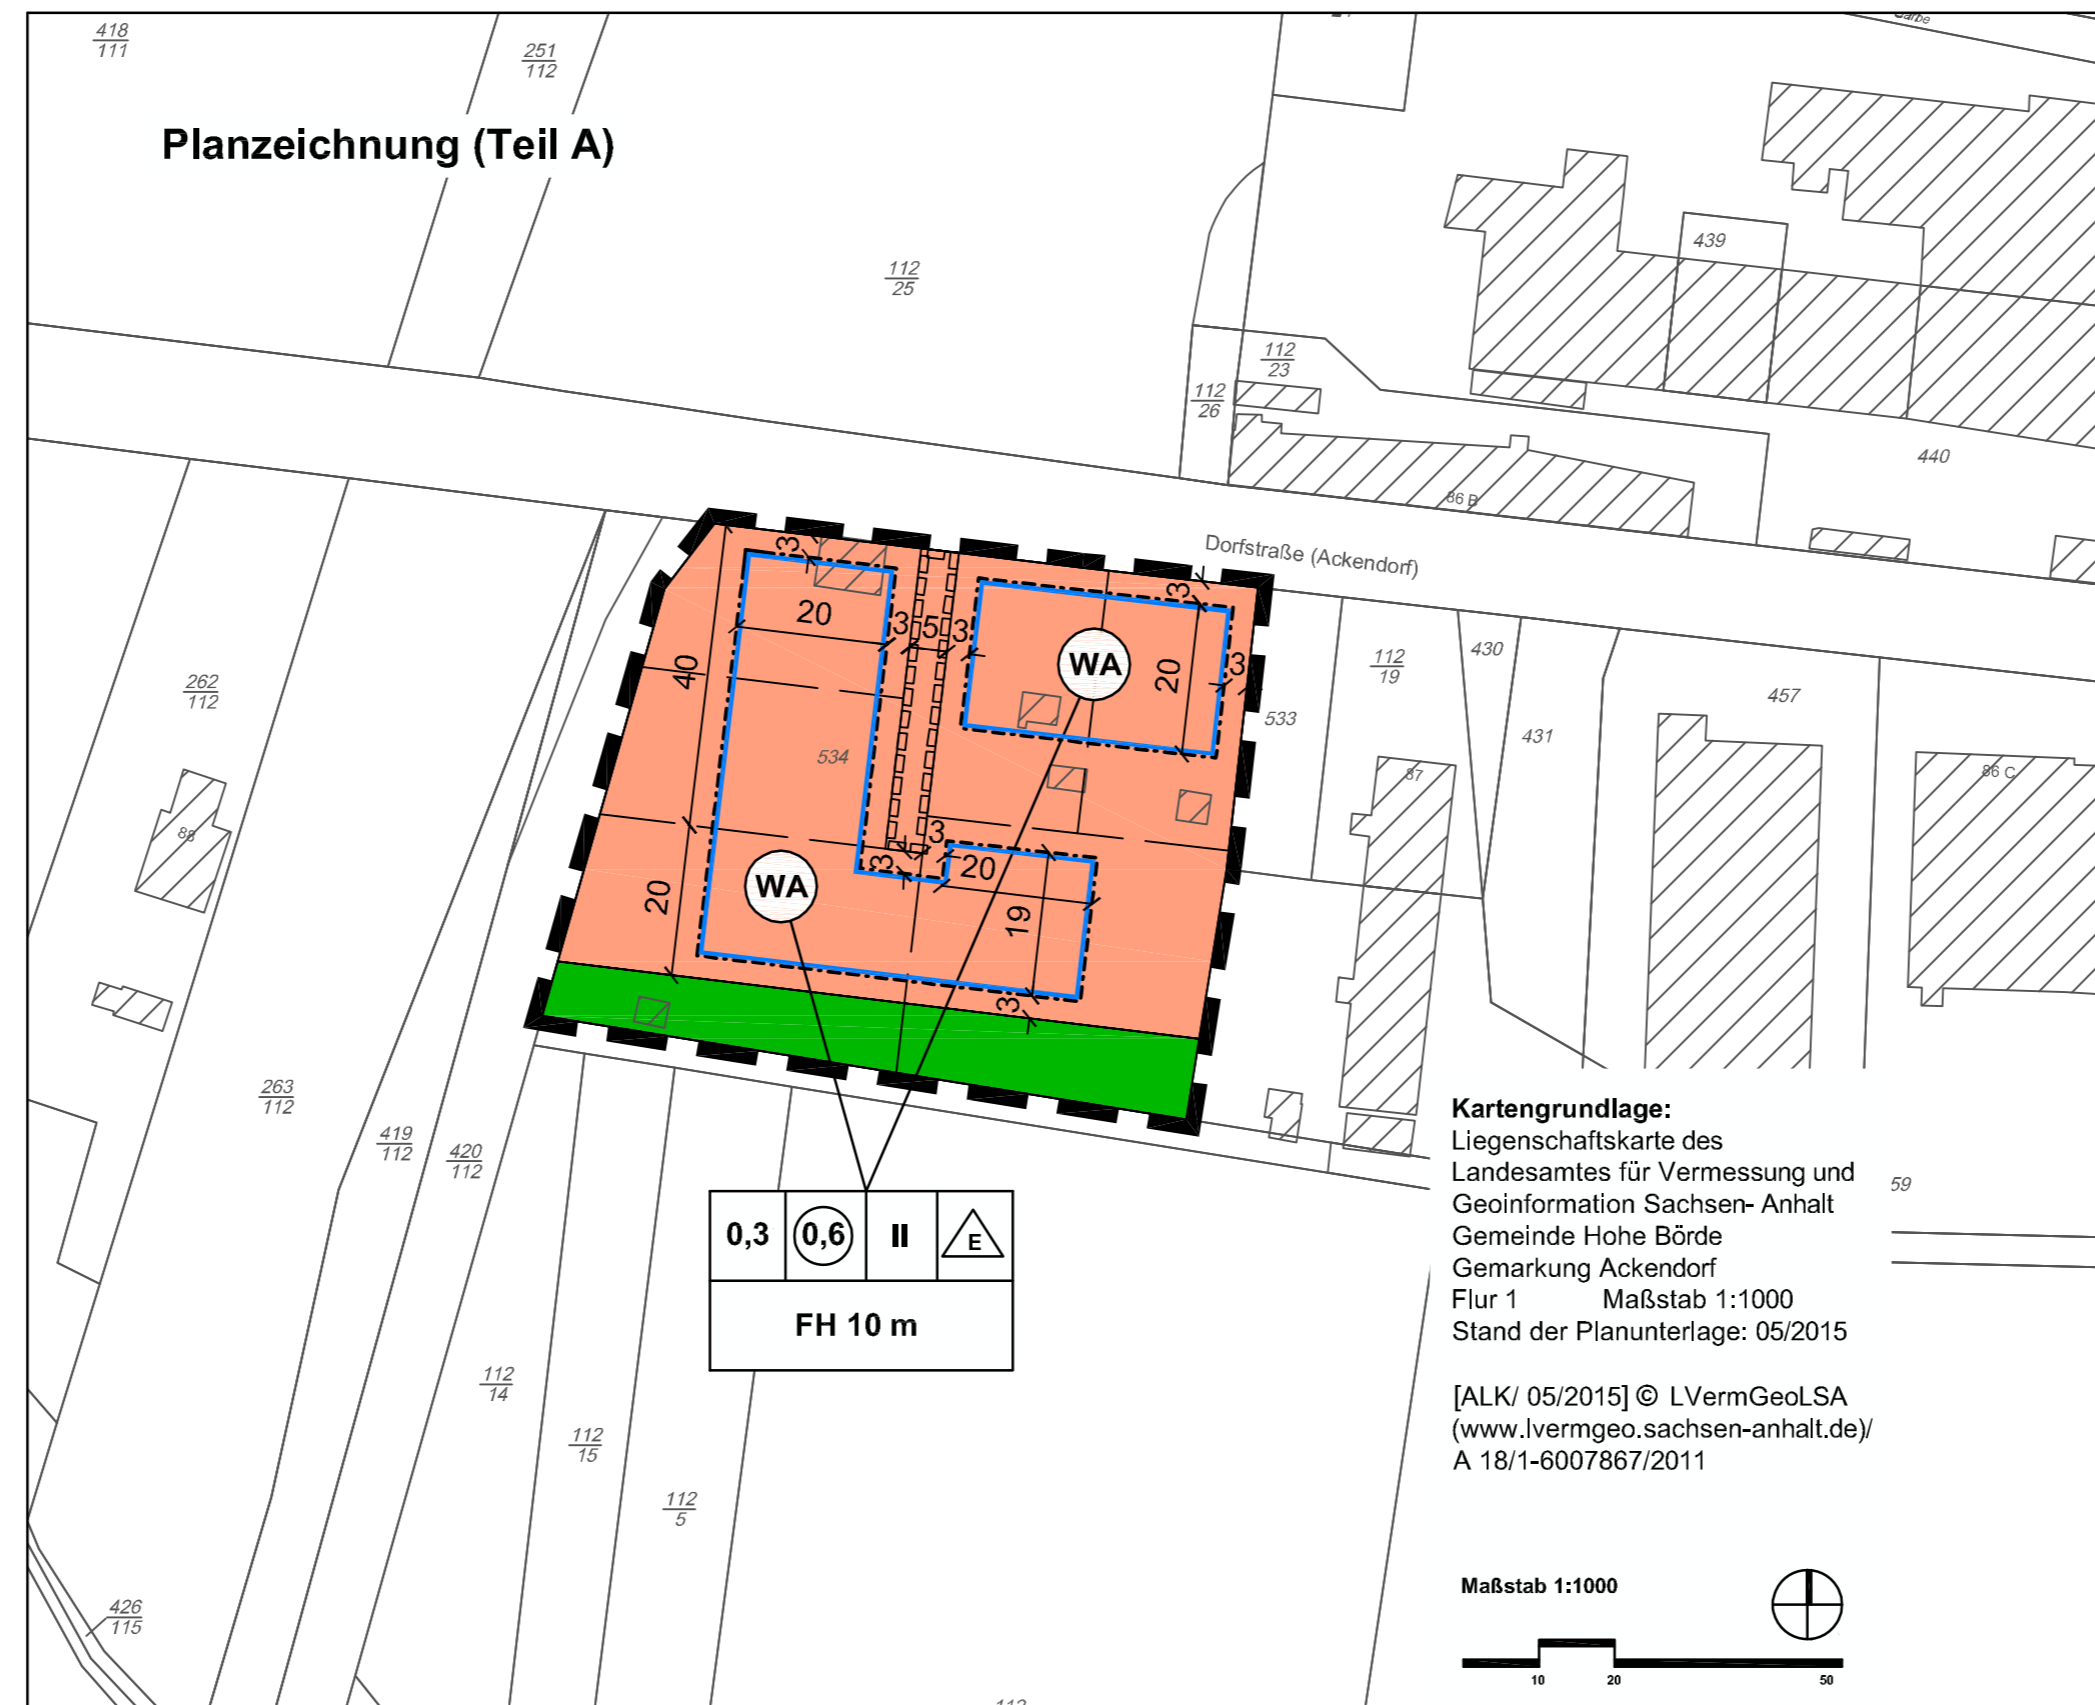 418
111
251
112
Planzeichnung (Teil A)
112
25
439
112
23
112
26
440
86 B
Dorfstraße (Ackendorf)
3
20
3 5 3
3
WA
20
3
40
112
19
430
457
533
431
262
112
534
87
86 C
88
3
3
20
WA
20
19
3
263
112
419
112
420
112
0,3
0,6
II
E
FH 10 m
Kartengrundlage:
Liegenschaftskarte des
Landesamtes für Vermessung und
Geoinformation Sachsen- Anhalt
Gemeinde Hohe Börde
Gemarkung Ackendorf
Flur 1 Maßstab 1:1000
Stand der Planunterlage: 05/2015
[ALK/ 05/2015] © LVermGeoLSA
(www.lvermgeo.sachsen-anhalt.de)/
A 18/1-6007867/2011
59
112
14
112
15
112
5
426
115
Maßstab 1:1000
10 20 50